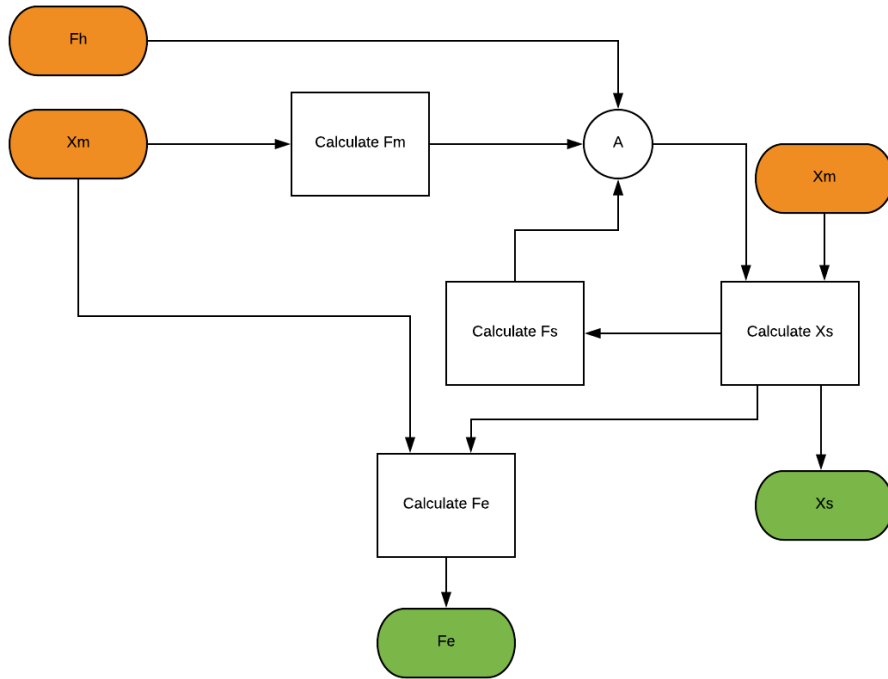 Fh
Xm
Calculate Fm
A
Xm
Calculate Fs
Calculate Xs
Calculate Fe
Xs
Fe